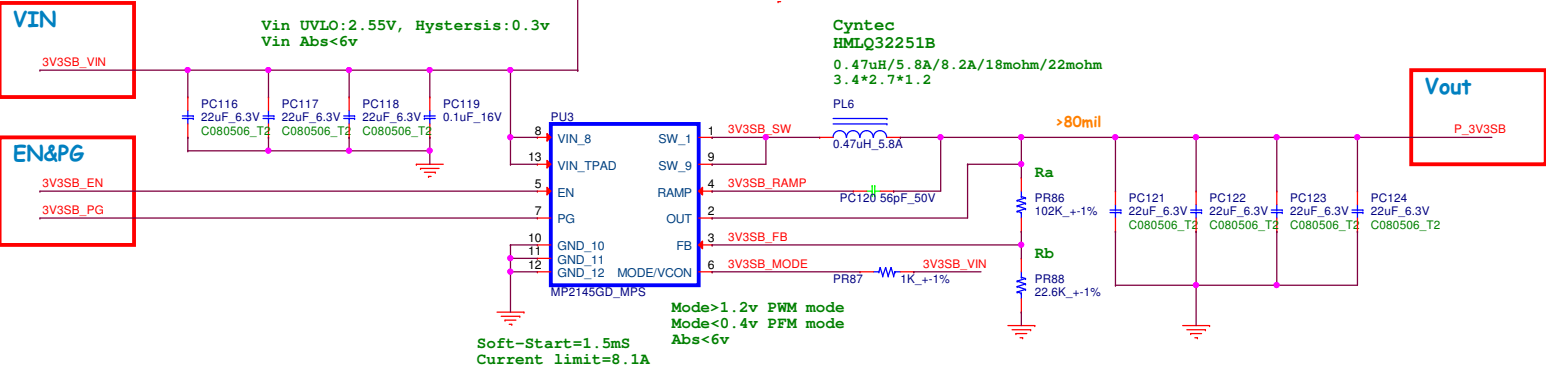 VIN
3V3SB_VIN
Vin UVLO:2.55V, Hystersis:0.3v
Vin Abs<6v
PC116
22uF_6.3V
C080506_T2
PC117
22uF_6.3V
C080506_T2
PC118
22uF_6.3V
C080506_T2
PC119
0.1uF_16V
EN&PG
3V3SB_EN
3V3SB_PG
PU3
8
VIN_8
13
VIN_TPAD
5
EN
7
PG
10
GND_10
11
GND_11
12
GND_12
SW_1
1
3V3SB_SW
SW_9
9
RAMP
4
3V3SB_RAMP
OUT
2
FB
3
3V3SB_FB
MODE/VCON
6
3V3SB_MODE
MP2145GD_MPS
Soft-Start=1.5mS
Current limit=8.1A
Mode>1.2v PWM mode
Mode<0.4v PFM mode
Abs<6v
Cyntec
HMLQ32251B
0.47uH/5.8A/8.2A/18mohm/22mohm
3.4*2.7*1.2
PL6
0.47uH_5.8A
PC120 56pF_50V
PR87
1K_+-1%
3V3SB_VIN
>80mil
Ra
PR86
102K_+-1%
Rb
PR88
22.6K_+-1%
PC121
22uF_6.3V
C080506_T2
PC122
22uF_6.3V
C080506_T2
PC123
22uF_6.3V
C080506_T2
PC124
22uF_6.3V
C080506_T2
Vout
P_3V3SB